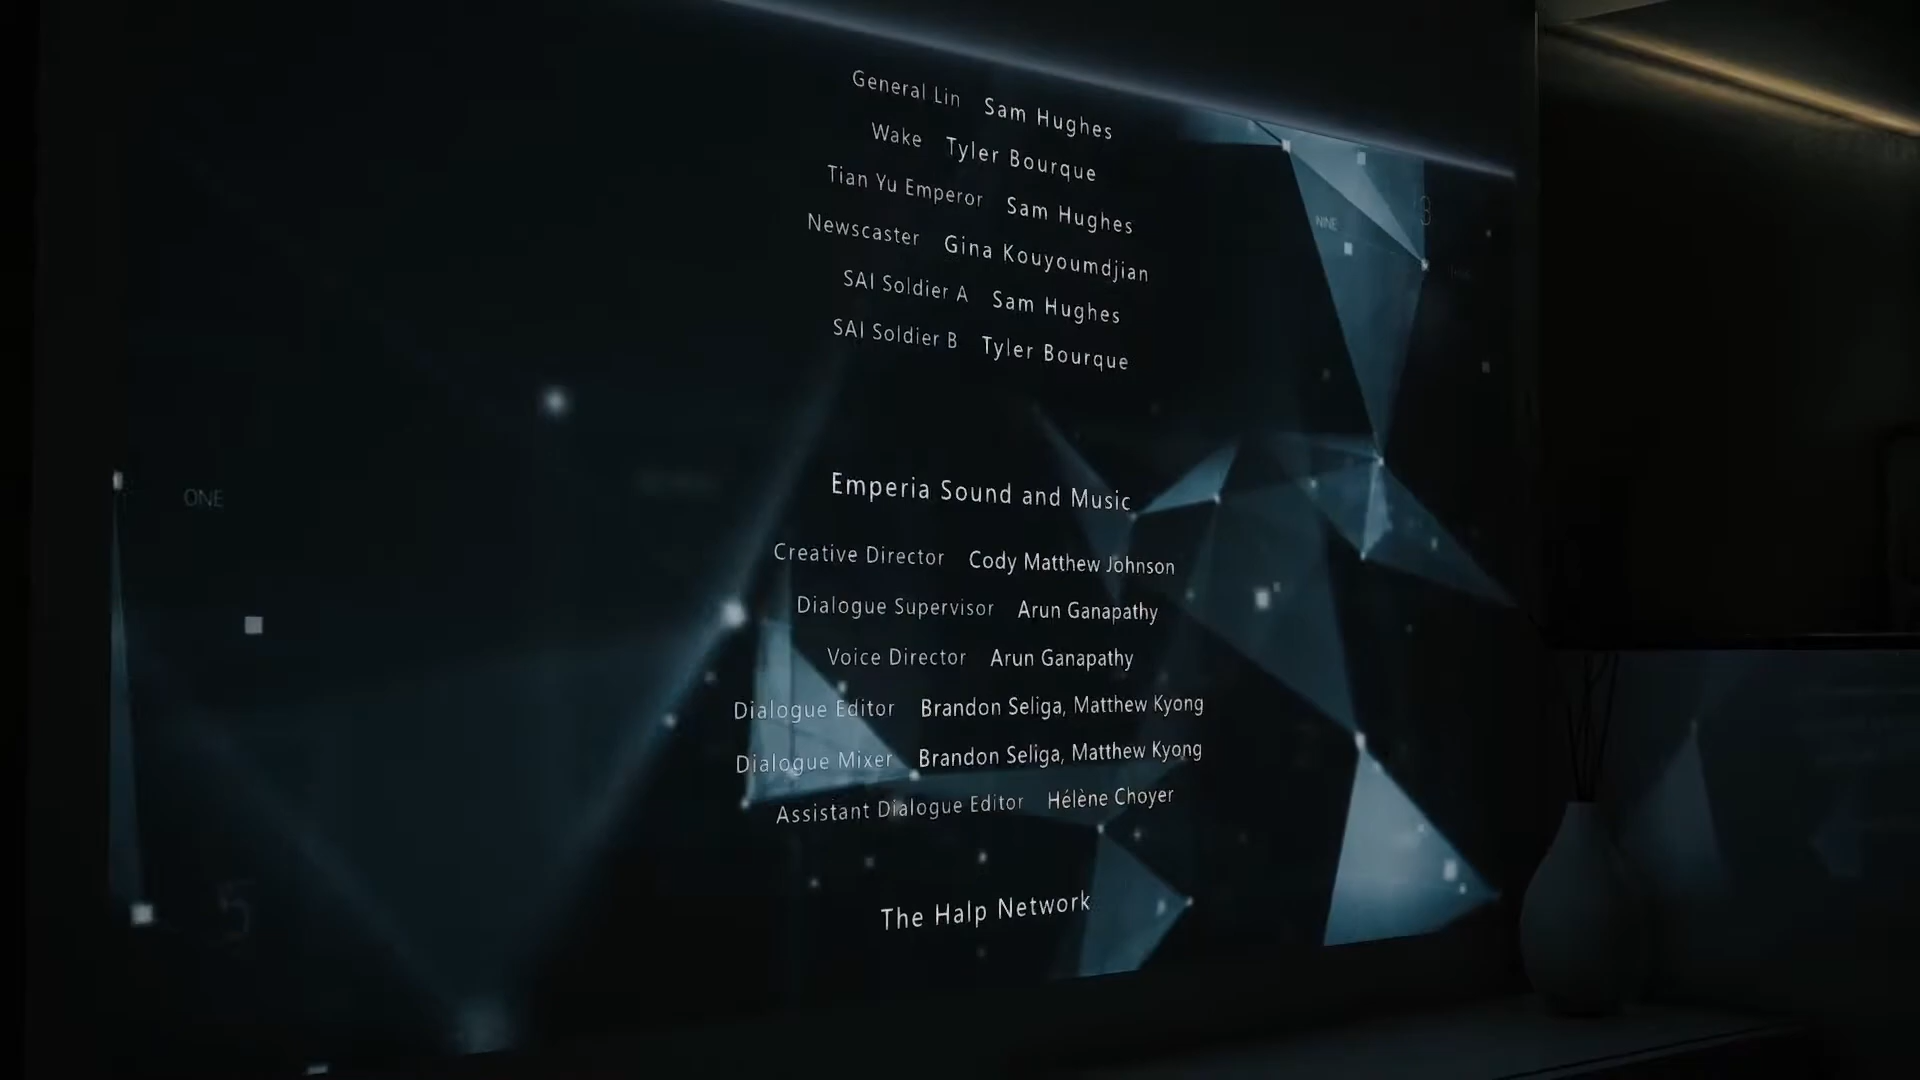 General Lin Sam Hughes
Wake Tyler Bourque
Tian Yu Emperor Sam Hughes
Newscaster Gina Kouyoumdjian
SAI Soldier A Sam Hughes
SAI Soldier B Tyler Bourque
NINE
3
ONE
Emperia Sound and Music
Creative Director Cody Matthew Johnson
Dialogue Supervisor Arun Ganapathy
Voice Director Arun Ganapathy
Dialogue Editor Brandon Seliga, Matthew Kyong
Dialogue Mixer Brandon Seliga, Matthew Kyong
Assistant Dialogue Editor Hélène Choyer
5
The Halp Network